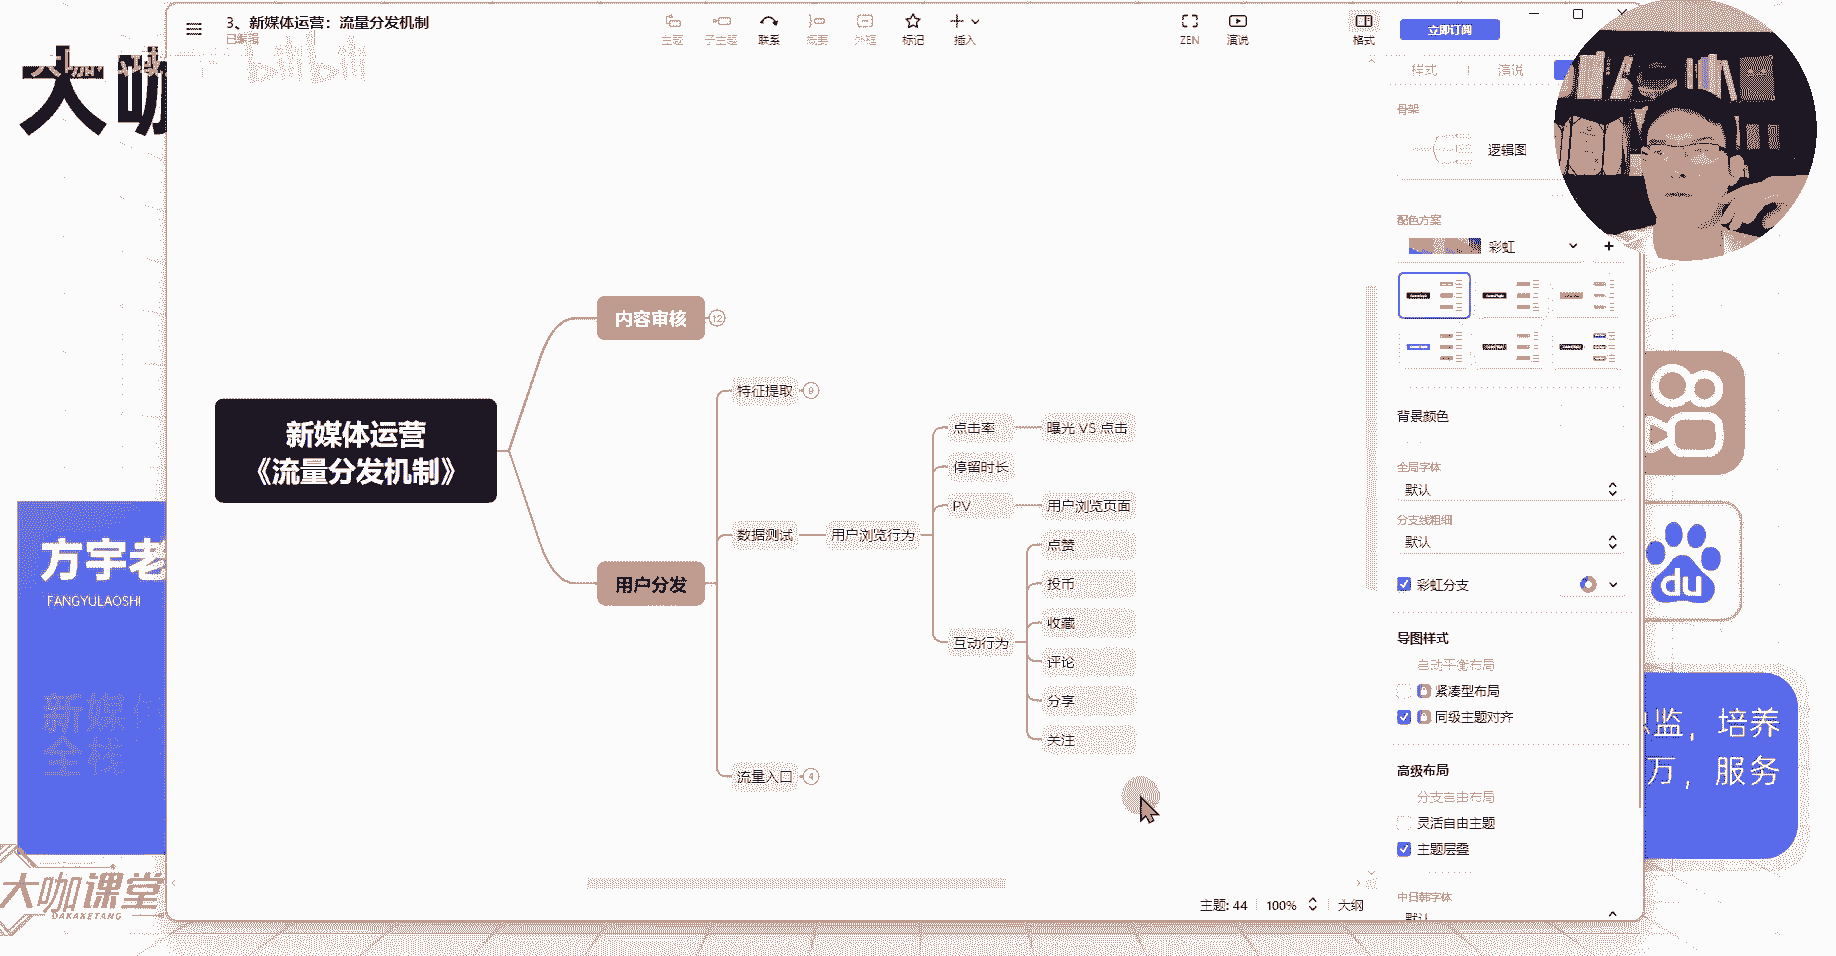 3、新媒体运营：流量分发机制
已编辑
主题
子主题
联系
概要
外框
标记
插入
ZEN
演说
格式
立即订阅
bilibili
大咖
样式
演说
骨架
逻辑图
配色方案
彩虹
背景颜色
全局字体
默认
分支线粗细
默认
彩虹分支
导图样式
自动平衡布局
紧凑型布局
同级主题对齐
高级布局
分支自由布局
灵活自由主题
主题层叠
中日韩字体
默认
新媒体运营
《流量分发机制》
内容审核
12
用户分发
特征提取
9
数据测试
用户浏览行为
点击率
曝光 VS 点击
停留时长
PV
用户浏览页面
互动行为
点赞
投币
收藏
评论
分享
关注
流量入口
4
主题: 44
100%
大纲
方宇老
FANGYULAOSHI
新媒体
全栈
大咖课堂
DAKAKETANG
du
总监，培养
万，服务